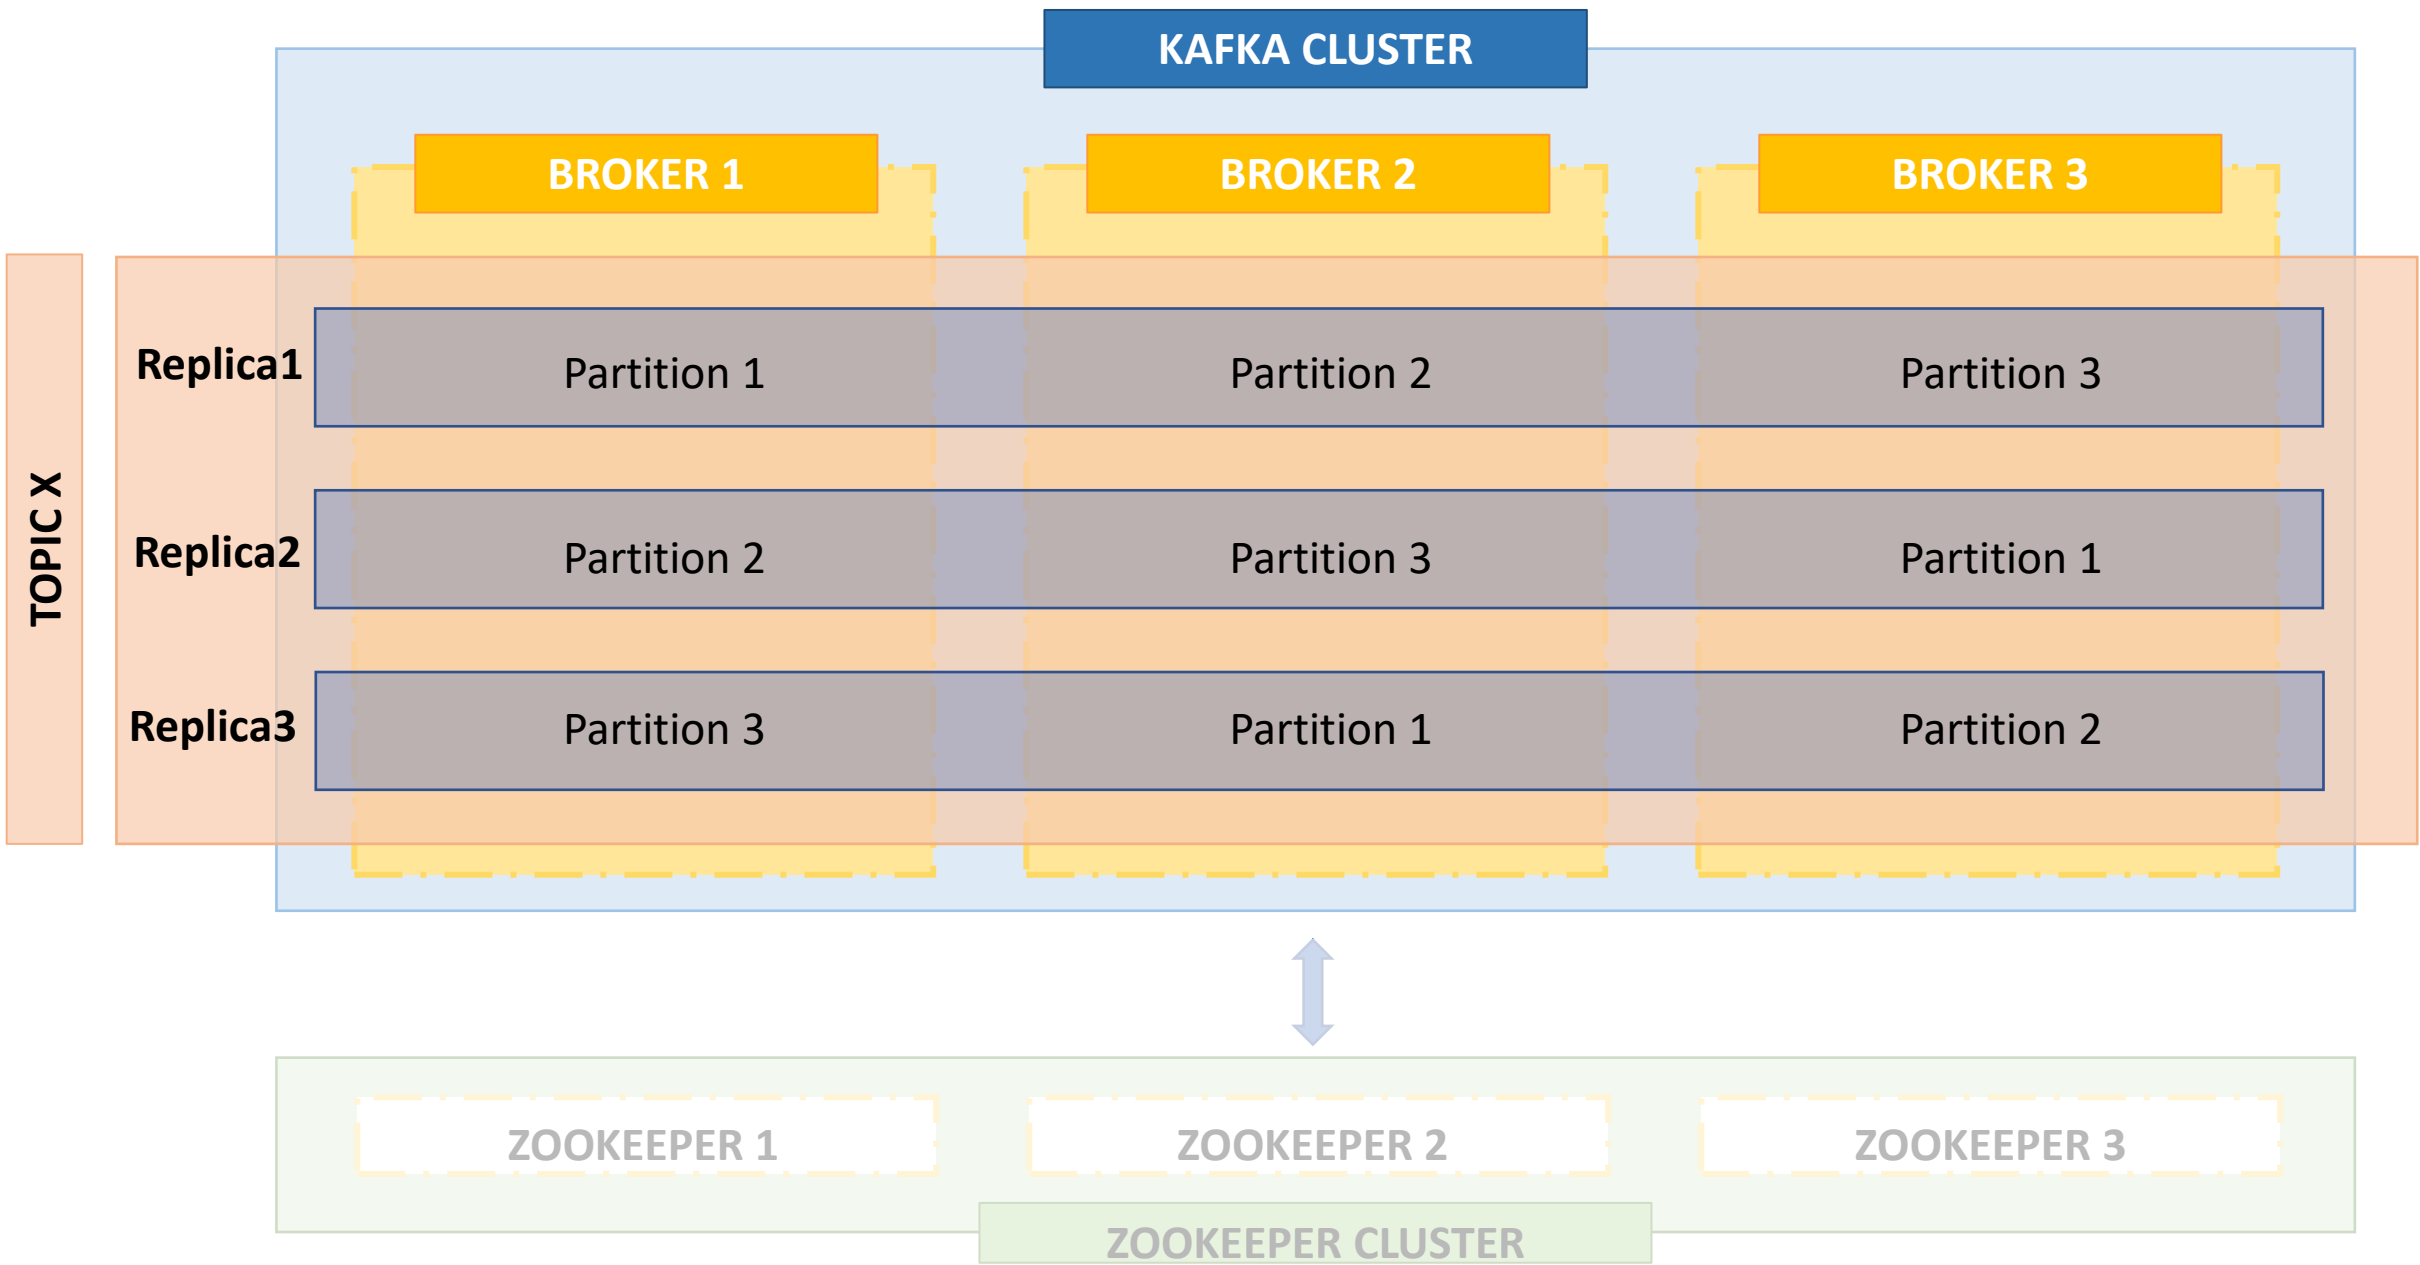 KAFKA CLUSTER
BROKER 1
BROKER 2
BROKER 3
TOPIC X
Replica1
Partition 1
Partition 2
Partition 3
Replica2
Partition 2
Partition 3
Partition 1
Replica3
Partition 3
Partition 1
Partition 2
ZOOKEEPER 1
ZOOKEEPER 2
ZOOKEEPER 3
ZOOKEEPER CLUSTER